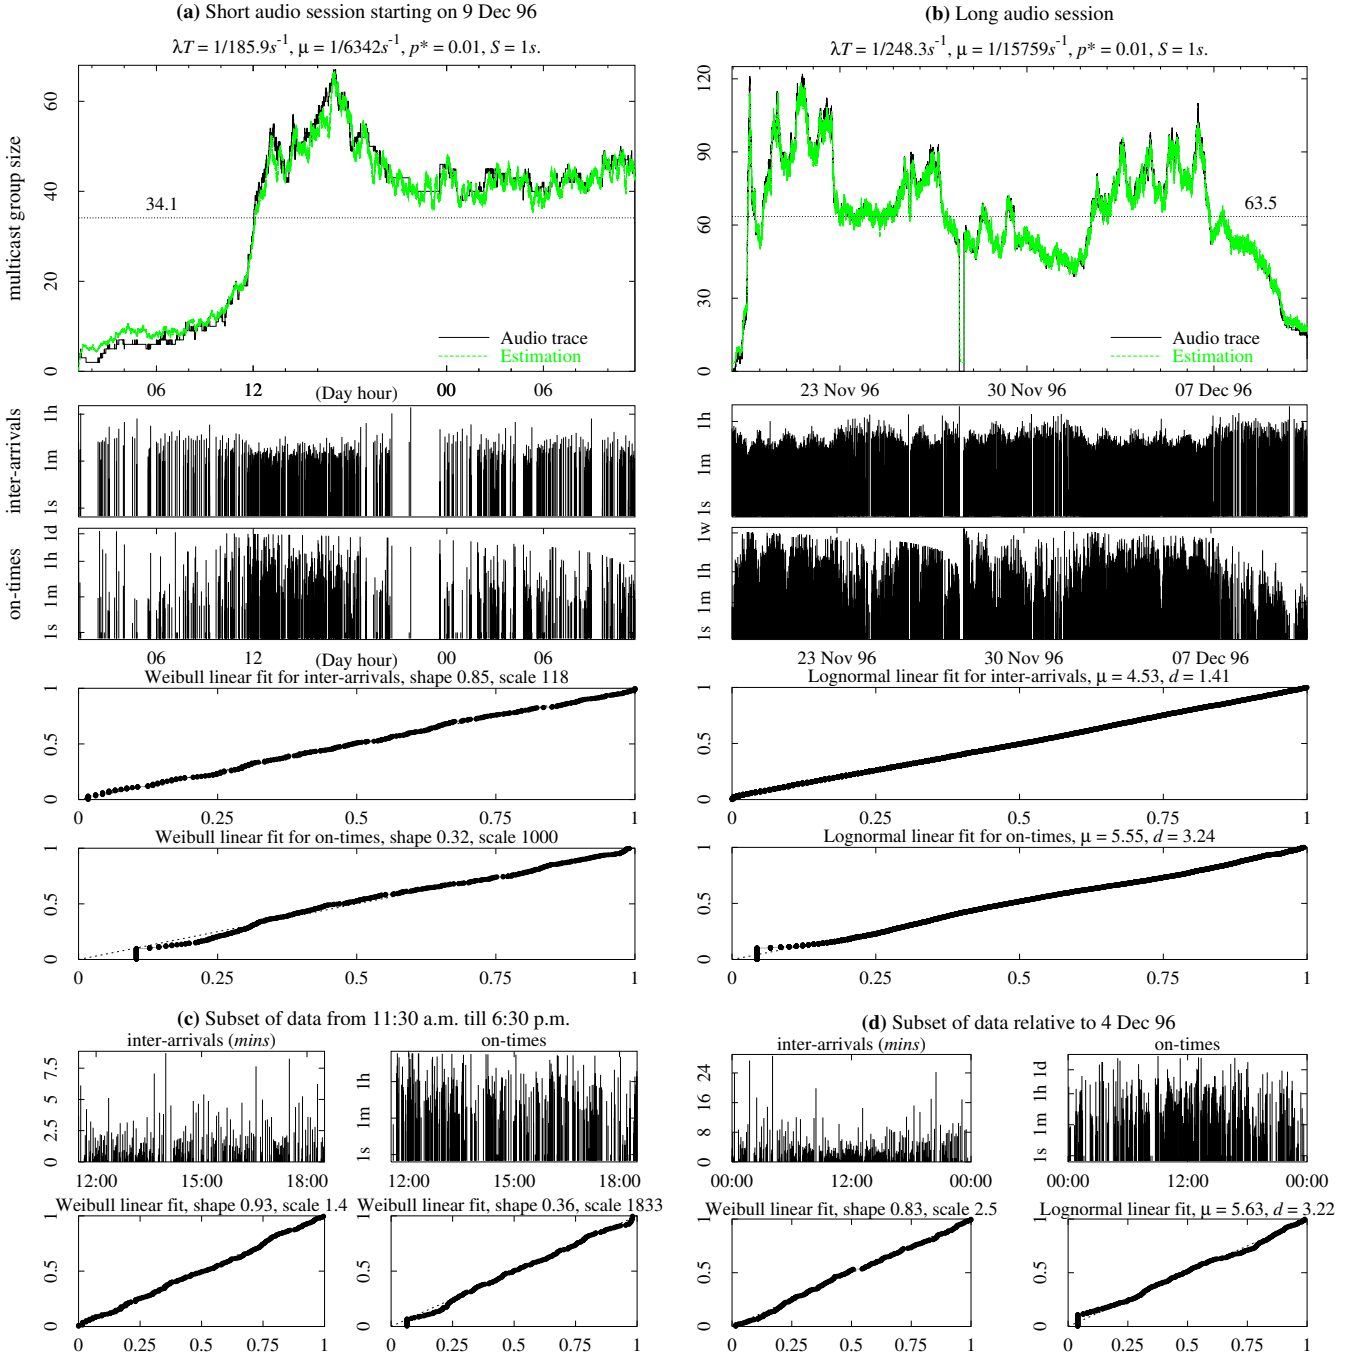 (a) Short audio session starting on 9 Dec 96
λT = 1/185.9s⁻¹, μ = 1/6342s⁻¹, p* = 0.01, S = 1s.
multicast group size
60
40
20
0
34.1
Audio trace
Estimation
06 12 (Day hour) 00 06
inter-arrivals
1h
1m
1s
on-times
1d
1h
1m
1s
06 12 (Day hour) 00 06
Weibull linear fit for inter-arrivals, shape 0.85, scale 118
1
0.5
0
0 0.25 0.5 0.75 1
Weibull linear fit for on-times, shape 0.32, scale 1000
1
0.5
0
0 0.25 0.5 0.75 1
(b) Long audio session
λT = 1/248.3s⁻¹, μ = 1/15759s⁻¹, p* = 0.01, S = 1s.
120
90
60
30
0
63.5
Audio trace
Estimation
23 Nov 96 30 Nov 96 07 Dec 96
1h
1m
1s
1w
1h
1m
1s
23 Nov 96 30 Nov 96 07 Dec 96
Lognormal linear fit for inter-arrivals, μ = 4.53, d = 1.41
1
0.5
0
0 0.25 0.5 0.75 1
Lognormal linear fit for on-times, μ = 5.55, d = 3.24
1
0.5
0
0 0.25 0.5 0.75 1
(c) Subset of data from 11:30 a.m. till 6:30 p.m.
inter-arrivals (mins)
7.5
5
2.5
0
12:00 15:00 18:00
on-times
1h
1m
1s
12:00 15:00 18:00
Weibull linear fit, shape 0.93, scale 1.4
1
0.5
0
0 0.25 0.5 0.75 1
Weibull linear fit, shape 0.36, scale 1833
1
0.5
0
0 0.25 0.5 0.75 1
(d) Subset of data relative to 4 Dec 96
inter-arrivals (mins)
24
16
8
0
00:00 12:00 00:00
on-times
1d
1h
1m
1s
00:00 12:00 00:00
Weibull linear fit, shape 0.83, scale 2.5
1
0.5
0
0 0.25 0.5 0.75 1
Lognormal linear fit, μ = 5.63, d = 3.22
1
0.5
0
0 0.25 0.5 0.75 1